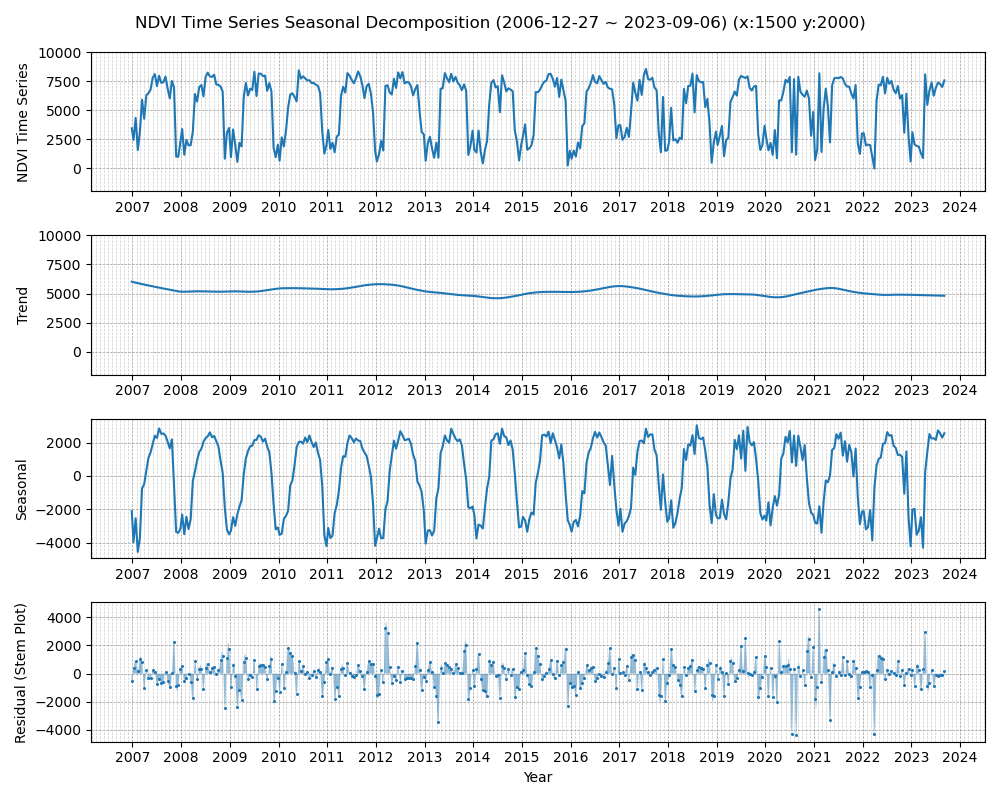 NDVI Time Series Seasonal Decomposition (2006-12-27 ~ 2023-09-06) (x:1500 y:2000)
NDVI Time Series
10000
7500
5000
2500
0
2007 2008 2009 2010 2011 2012 2013 2014 2015 2016 2017 2018 2019 2020 2021 2022 2023 2024
Trend
10000
7500
5000
2500
0
2007 2008 2009 2010 2011 2012 2013 2014 2015 2016 2017 2018 2019 2020 2021 2022 2023 2024
Seasonal
2000
0
−2000
−4000
2007 2008 2009 2010 2011 2012 2013 2014 2015 2016 2017 2018 2019 2020 2021 2022 2023 2024
Residual (Stem Plot)
4000
2000
0
−2000
−4000
2007 2008 2009 2010 2011 2012 2013 2014 2015 2016 2017 2018 2019 2020 2021 2022 2023 2024
Year